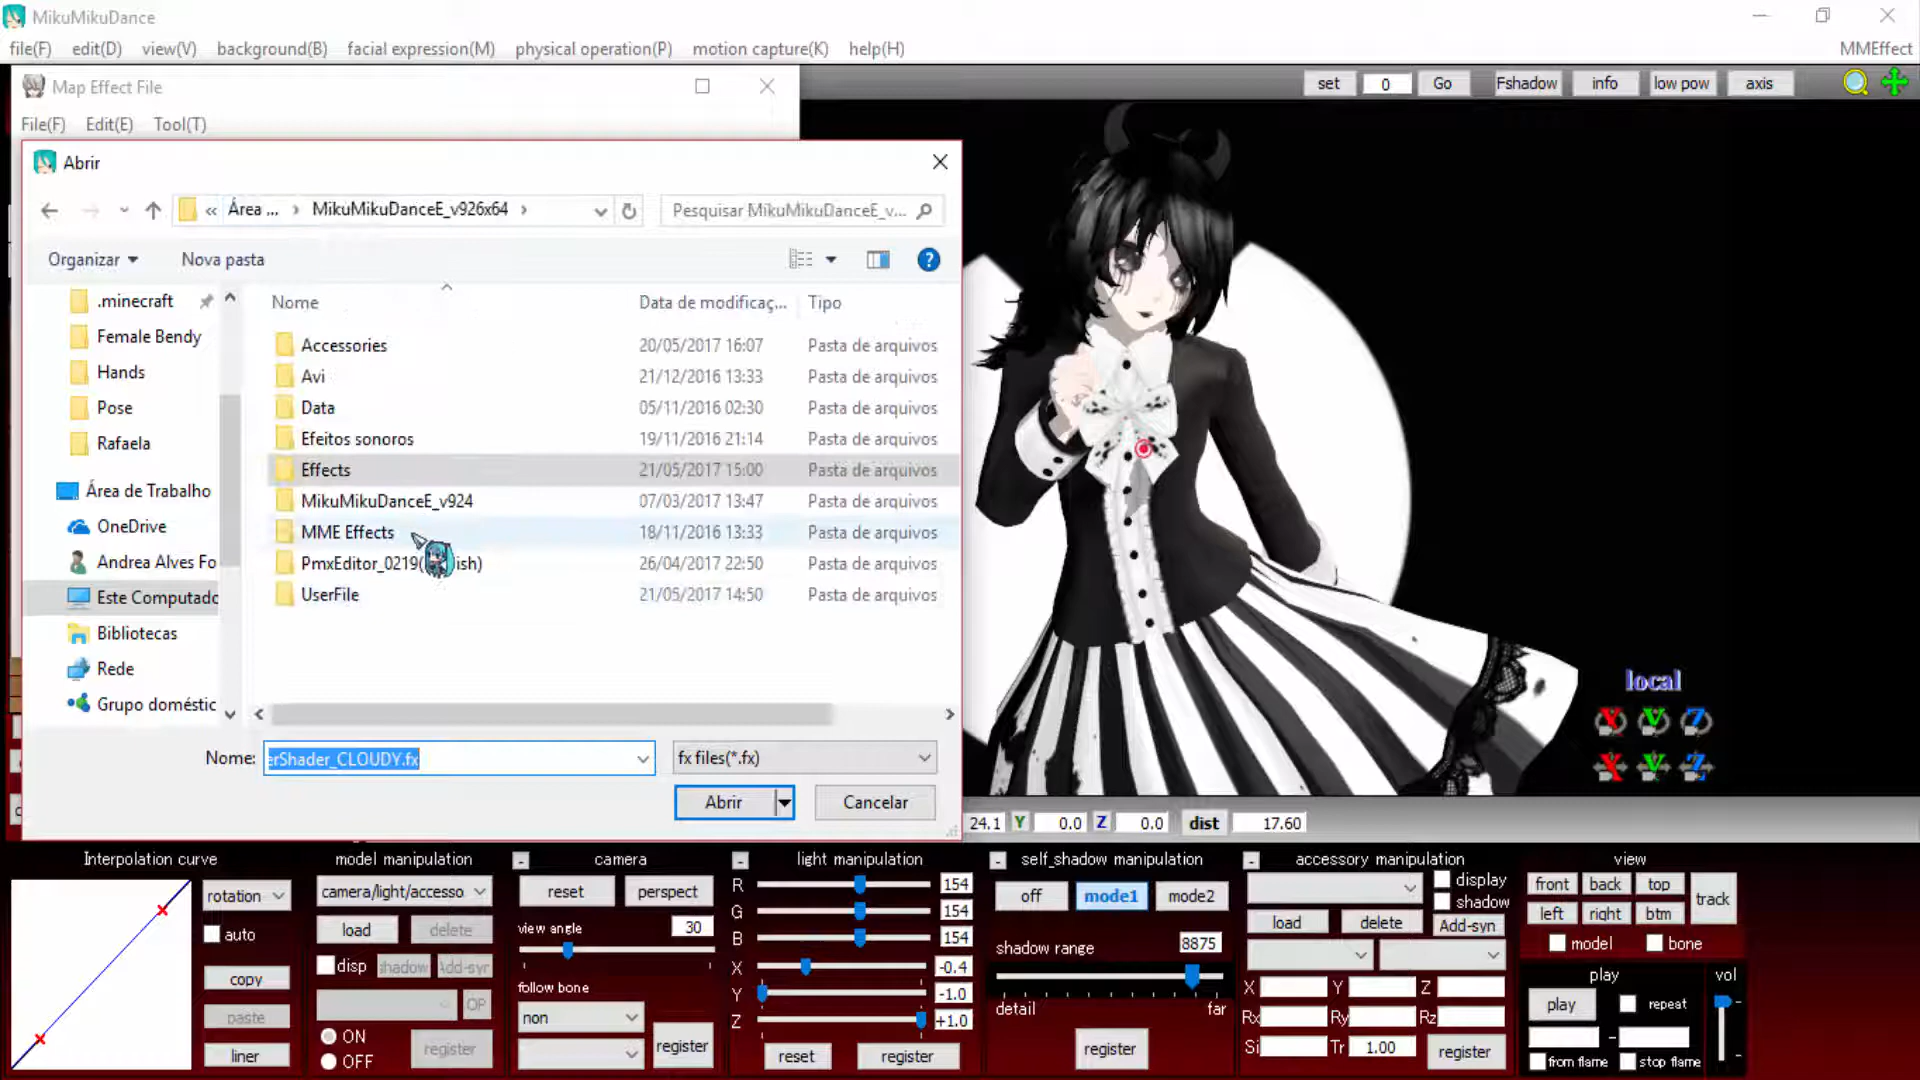 MikuMikuDance
file(F) edit(D) view(V) background(B) facial expression(M) physical operation(P) motion capture(K) help(H) MMEffect
Map Effect File
set 0 Go Fshadow info low pow axis
File(F) Edit(E) Tool(T)
Abrir
« Área ... › MikuMikuDanceE_v926x64 › Pesquisar MikuMikuDanceE_v...
Organizar Nova pasta
Nome Data de modificaç... Tipo
.minecraft
Female Bendy
Hands
Pose
Rafaela
Área de Trabalho
OneDrive
Andrea Alves Fo
Este Computado
Bibliotecas
Rede
Grupo doméstic
Accessories 20/05/2017 16:07 Pasta de arquivos
Avi 21/12/2016 13:33 Pasta de arquivos
Data 05/11/2016 02:30 Pasta de arquivos
Efeitos sonoros 19/11/2016 21:14 Pasta de arquivos
Effects 21/05/2017 15:00 Pasta de arquivos
MikuMikuDanceE_v924 07/03/2017 13:47 Pasta de arquivos
MME Effects 18/11/2016 13:33 Pasta de arquivos
PmxEditor_0219( ish) 26/04/2017 22:50 Pasta de arquivos
UserFile 21/05/2017 14:50 Pasta de arquivos
Nome: erShader_CLOUDY.fx fx files(*.fx)
Abrir Cancelar
local
X Y Z
X Y Z
24.1 Y 0.0 Z 0.0 dist 17.60
Interpolation curve
rotation
auto
copy
paste
liner
model manipulation
camera/light/accesso
load delete
disp shadow Add-syn
OP
ON
OFF
register
- camera
reset perspect
view angle 30
follow bone
non
register
- light manipulation
R 154
G 154
B 154
X -0.4
Y -1.0
Z +1.0
reset register
- self_shadow manipulation
off mode1 mode2
shadow range 8875
detail far
register
- accessory manipulation
display
shadow
load delete Add-syn
X Y Z
Rx Ry Rz
Si Tr 1.00 register
view
front back top
left right btm
track
model bone
play
play repeat
-
from flame stop flame
vol